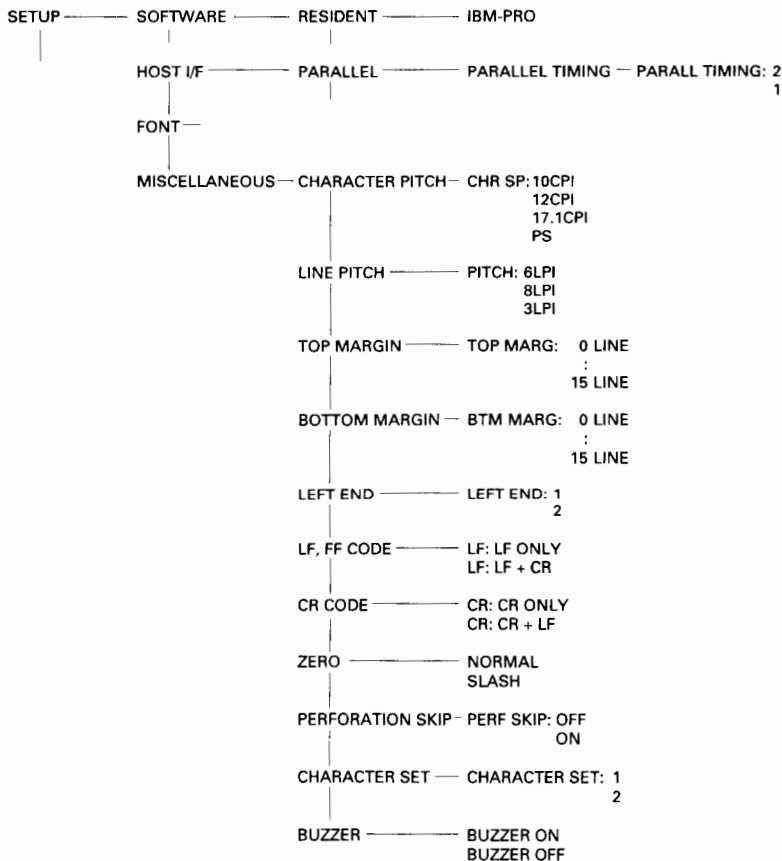 SETUP SOFTWARE RESIDENT IBM-PRO
HOST I/F PARALLEL PARALLEL TIMING PARALL TIMING: 2
1
FONT
MISCELLANEOUS CHARACTER PITCH CHR SP: 10CPI
12CPI
17.1CPI
PS
LINE PITCH PITCH: 6LPI
8LPI
3LPI
TOP MARGIN TOP MARG: 0 LINE
:
15 LINE
BOTTOM MARGIN BTM MARG: 0 LINE
:
15 LINE
LEFT END LEFT END: 1
2
LF, FF CODE LF: LF ONLY
LF: LF + CR
CR CODE CR: CR ONLY
CR: CR + LF
ZERO NORMAL
SLASH
PERFORATION SKIP PERF SKIP: OFF
ON
CHARACTER SET CHARACTER SET: 1
2
BUZZER BUZZER ON
BUZZER OFF